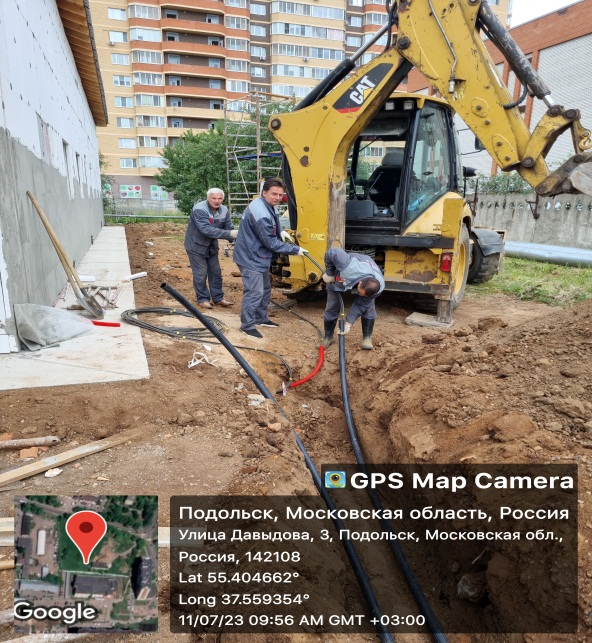 CAT
GPS Map Camera
Подольск, Московская область, Россия
Улица Давыдова, 3, Подольск, Московская обл.,
Россия, 142108
Lat 55.404662°
Long 37.559354°
11/07/23 09:56 AM GMT +03:00
Google